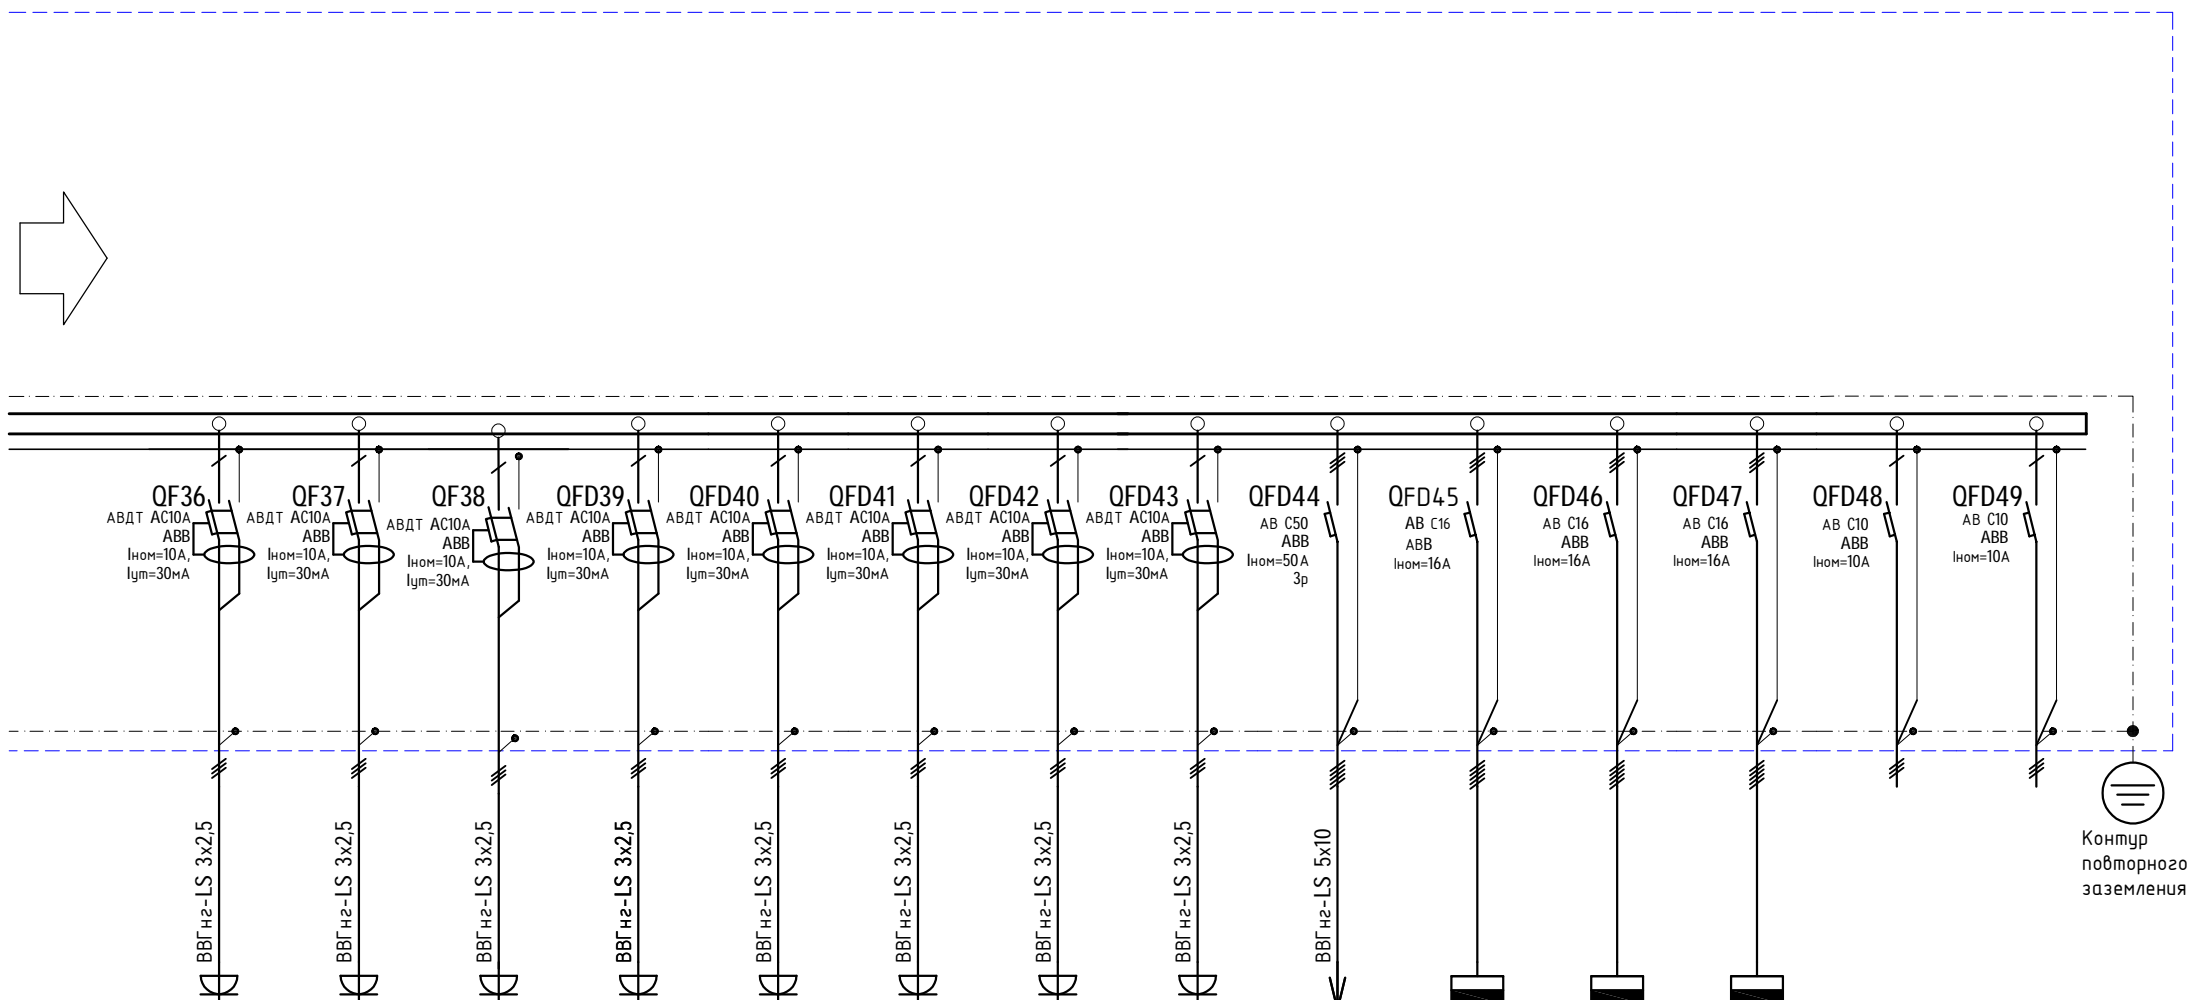 QF36
АВДТ AC10A
ABB
Iном=10А,
Iут=30мА
QF37
АВДТ AC10A
ABB
Iном=10А,
Iут=30мА
QF38
АВДТ AC10A
ABB
Iном=10А,
Iут=30мА
QFD39
АВДТ AC10A
ABB
Iном=10А,
Iут=30мА
QFD40
АВДТ AC10A
ABB
Iном=10А,
Iут=30мА
QFD41
АВДТ AC10A
ABB
Iном=10А,
Iут=30мА
QFD42
АВДТ AC10A
ABB
Iном=10А,
Iут=30мА
QFD43
АВДТ AC10A
ABB
Iном=10А,
Iут=30мА
QFD44
АВ С50
ABB
Iном=50А
3р
QFD45
АВ С16
ABB
Iном=16А
QFD46
АВ С16
ABB
Iном=16А
QFD47
АВ С16
ABB
Iном=16А
QFD48
АВ С10
ABB
Iном=10А
QFD49
АВ С10
ABB
Iном=10А
ВВГнг-LS 3х2,5
ВВГнг-LS 3х2,5
ВВГнг-LS 3х2,5
ВВГнг-LS 3х2,5
ВВГнг-LS 3х2,5
ВВГнг-LS 3х2,5
ВВГнг-LS 3х2,5
ВВГнг-LS 3х2,5
ВВГнг-LS 5х10
Контур
повторного
заземления